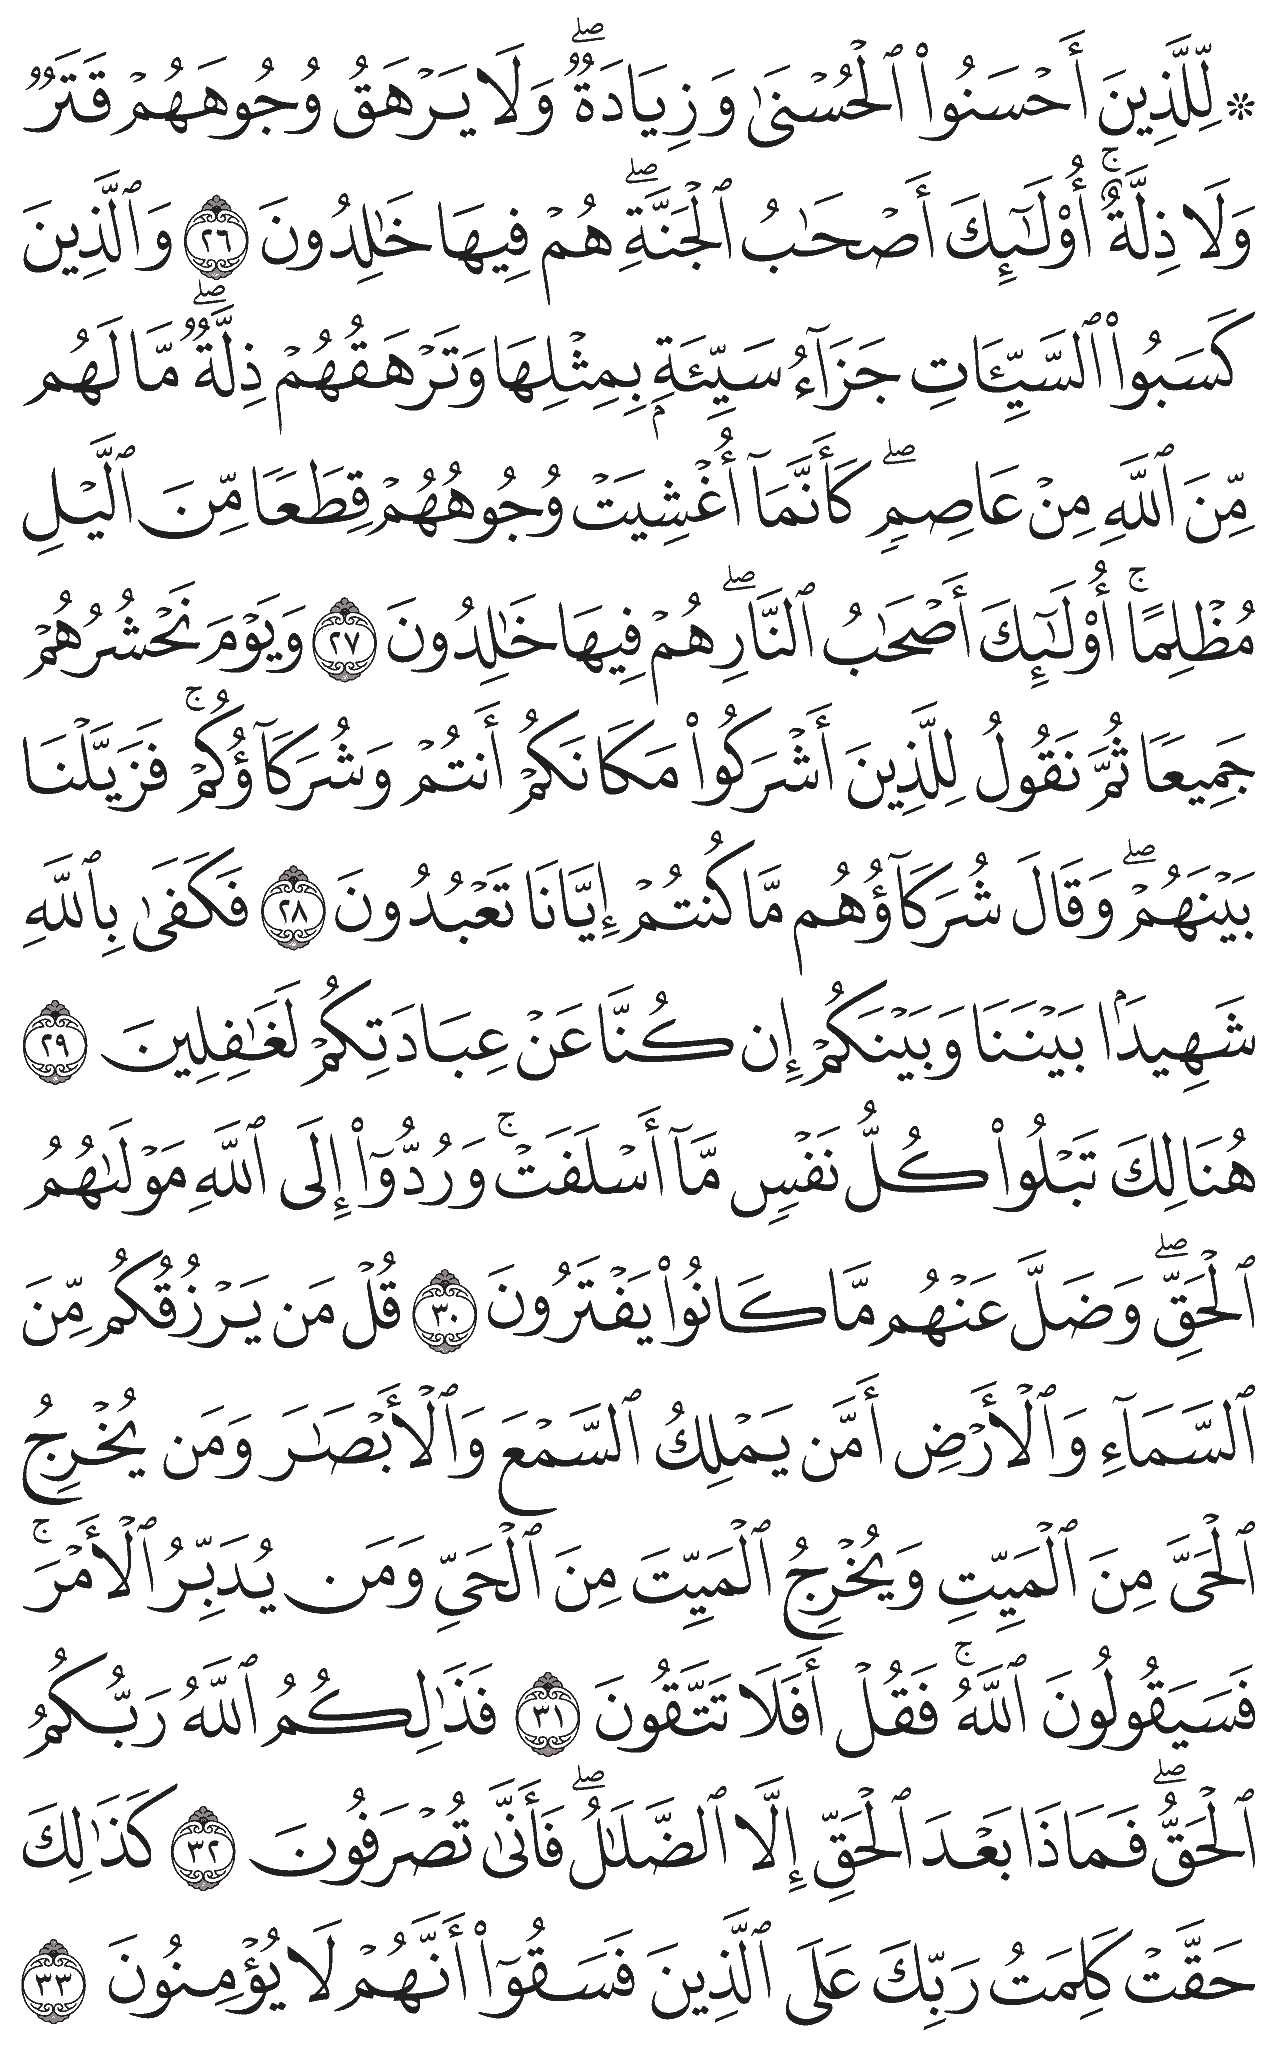 ۞ لِّلَّذِينَ أَحْسَنُوا۟ ٱلْحُسْنَىٰ وَزِيَادَةٌۖ وَلَا يَرْهَقُ وُجُوهَهُمْ قَتَرٌ
وَلَا ذِلَّةٌۚ أُو۟لَـٰٓئِكَ أَصْحَـٰبُ ٱلْجَنَّةِۖ هُمْ فِيهَا خَـٰلِدُونَ ٢٦ وَٱلَّذِينَ
كَسَبُوا۟ ٱلسَّيِّـَٔاتِ جَزَآءُ سَيِّئَةٍۭ بِمِثْلِهَا وَتَرْهَقُهُمْ ذِلَّةٌۖ مَّا لَهُم
مِّنَ ٱللَّهِ مِنْ عَاصِمٍۖ كَأَنَّمَآ أُغْشِيَتْ وُجُوهُهُمْ قِطَعًا مِّنَ ٱلَّيْلِ
مُظْلِمًاۚ أُو۟لَـٰٓئِكَ أَصْحَـٰبُ ٱلنَّارِۖ هُمْ فِيهَا خَـٰلِدُونَ ٢٧ وَيَوْمَ نَحْشُرُهُمْ
جَمِيعًا ثُمَّ نَقُولُ لِلَّذِينَ أَشْرَكُوا۟ مَكَانَكُمْ أَنتُمْ وَشُرَكَآؤُكُمْۚ فَزَيَّلْنَا
بَيْنَهُمْۖ وَقَالَ شُرَكَآؤُهُم مَّا كُنتُمْ إِيَّانَا تَعْبُدُونَ ٢٨ فَكَفَىٰ بِٱللَّهِ
شَهِيدًۢا بَيْنَنَا وَبَيْنَكُمْ إِن كُنَّا عَنْ عِبَادَتِكُمْ لَغَـٰفِلِينَ ٢٩
هُنَالِكَ تَبْلُوا۟ كُلُّ نَفْسٍ مَّآ أَسْلَفَتْۚ وَرُدُّوٓا۟ إِلَى ٱللَّهِ مَوْلَىٰهُمُ
ٱلْحَقِّۖ وَضَلَّ عَنْهُم مَّا كَانُوا۟ يَفْتَرُونَ ٣٠ قُلْ مَن يَرْزُقُكُم مِّنَ
ٱلسَّمَآءِ وَٱلْأَرْضِ أَمَّن يَمْلِكُ ٱلسَّمْعَ وَٱلْأَبْصَـٰرَ وَمَن يُخْرِجُ
ٱلْحَىَّ مِنَ ٱلْمَيِّتِ وَيُخْرِجُ ٱلْمَيِّتَ مِنَ ٱلْحَىِّ وَمَن يُدَبِّرُ ٱلْأَمْرَۚ
فَسَيَقُولُونَ ٱللَّهُۚ فَقُلْ أَفَلَا تَتَّقُونَ ٣١ فَذَٰلِكُمُ ٱللَّهُ رَبُّكُمُ
ٱلْحَقُّۖ فَمَاذَا بَعْدَ ٱلْحَقِّ إِلَّا ٱلضَّلَـٰلُۖ فَأَنَّىٰ تُصْرَفُونَ ٣٢ كَذَٰلِكَ
حَقَّتْ كَلِمَتُ رَبِّكَ عَلَى ٱلَّذِينَ فَسَقُوٓا۟ أَنَّهُمْ لَا يُؤْمِنُونَ ٣٣